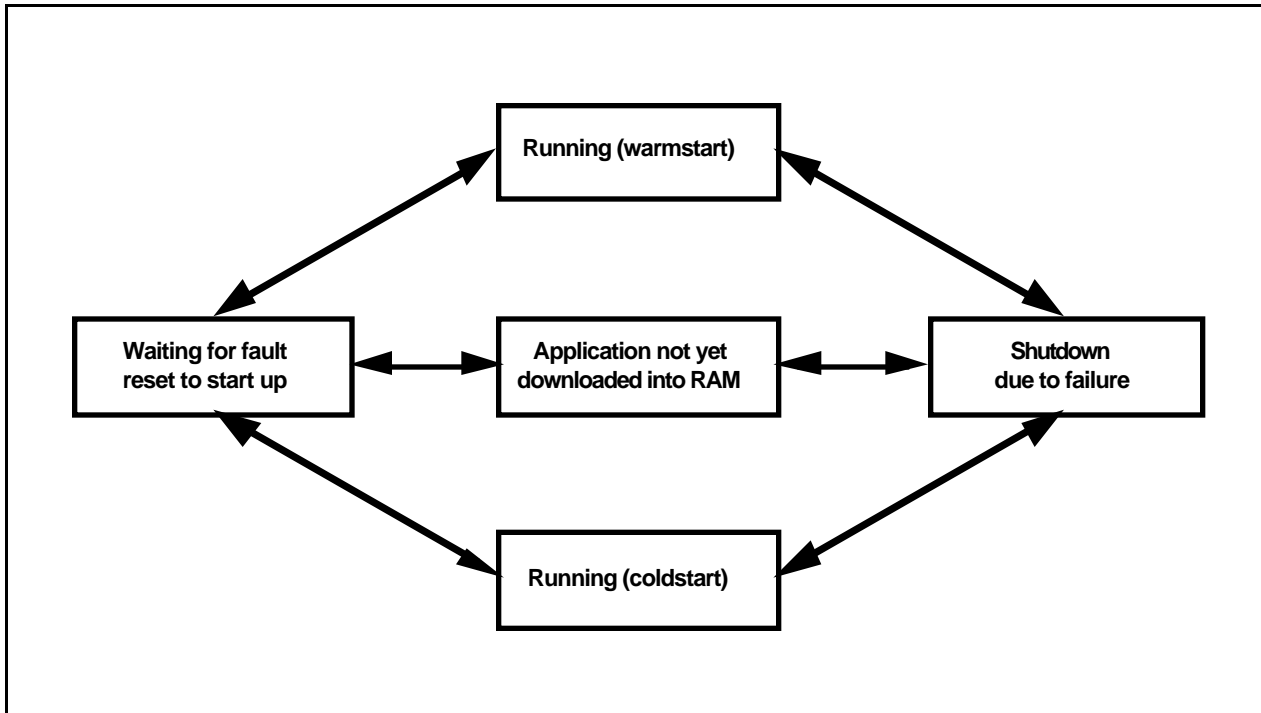 Running (warmstart)
Waiting for fault
reset to start up
Application not yet
downloaded into RAM
Shutdown
due to failure
Running (coldstart)